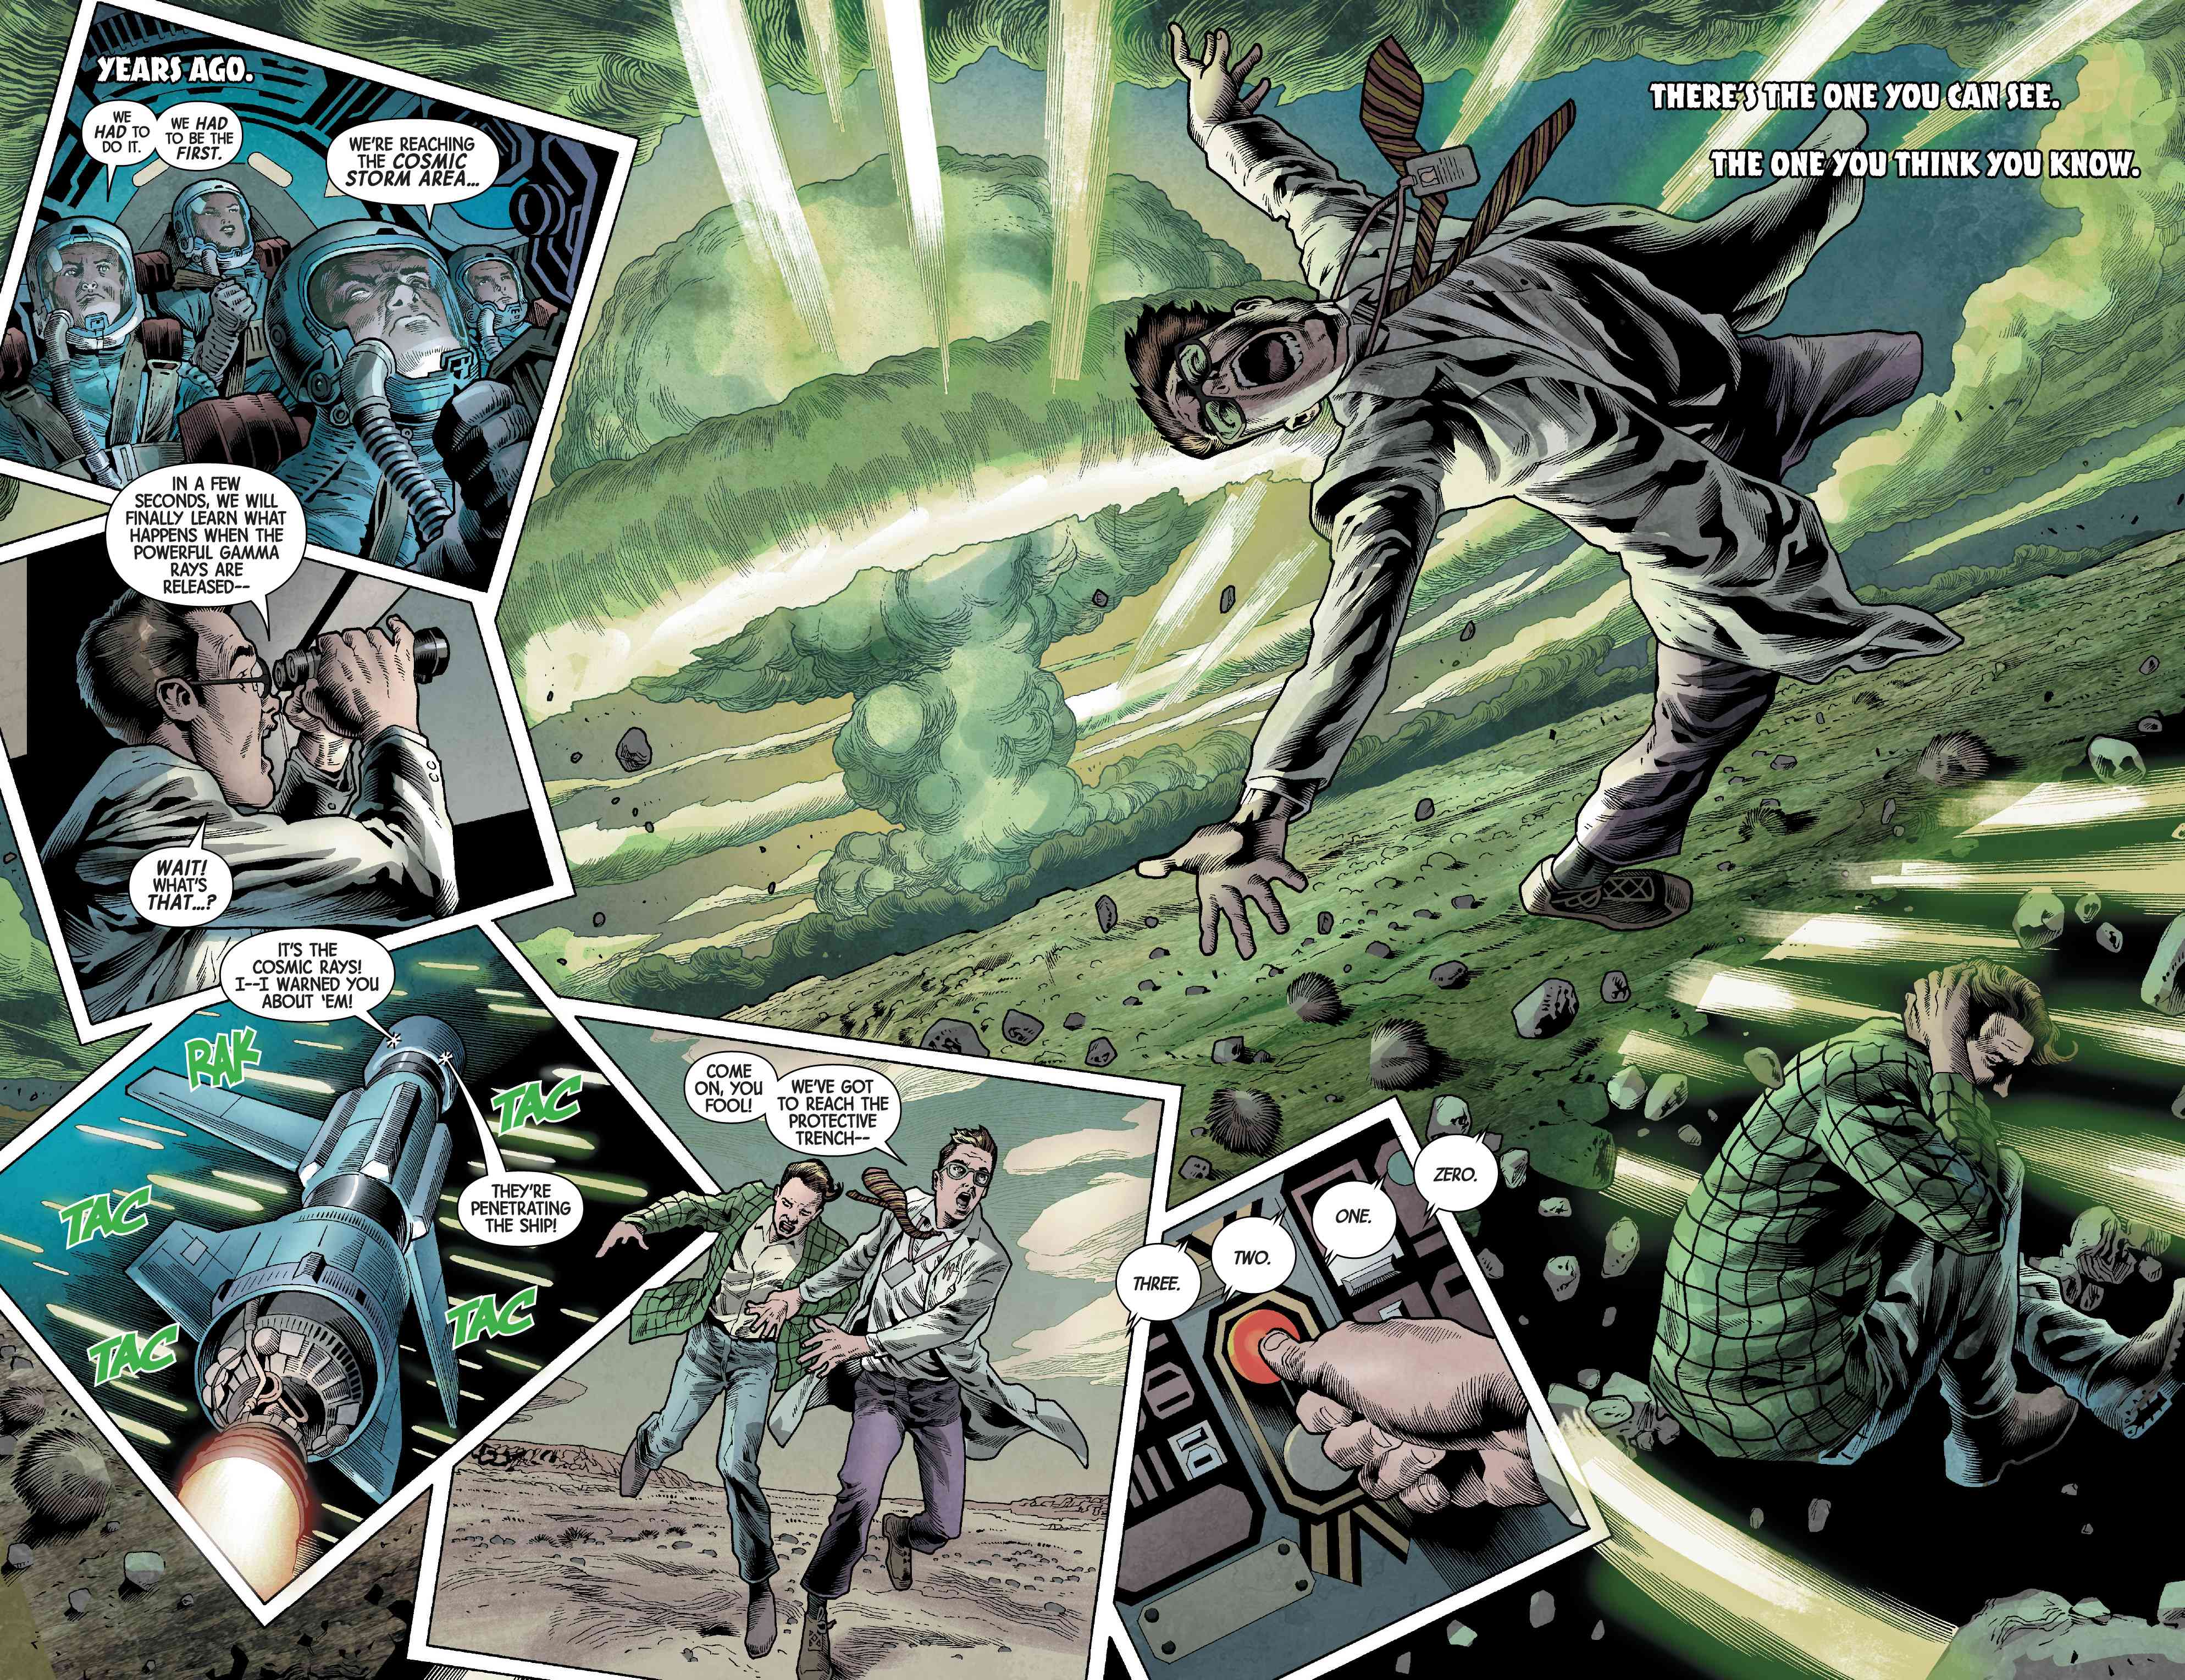 YEARS AGO.
WE
HAD TO
DO IT.
WE HAD
TO BE THE
FIRST.
WE'RE REACHING
THE COSMIC
STORM AREA...
IN A FEW
SECONDS, WE WILL
FINALLY LEARN WHAT
HAPPENS WHEN THE
POWERFUL GAMMA
RAYS ARE
RELEASED--
WAIT!
WHAT'S
THAT...?
IT'S THE
COSMIC RAYS!
I--I WARNED YOU
ABOUT 'EM!
RAK
TAC
TAC
TAC
TAC
THEY'RE
PENETRATING
THE SHIP!
COME
ON, YOU
FOOL!
WE'VE GOT
TO REACH THE
PROTECTIVE
TRENCH--
THREE.
TWO.
ONE.
ZERO.
THERE'S THE ONE YOU CAN SEE.
THE ONE YOU THINK YOU KNOW.